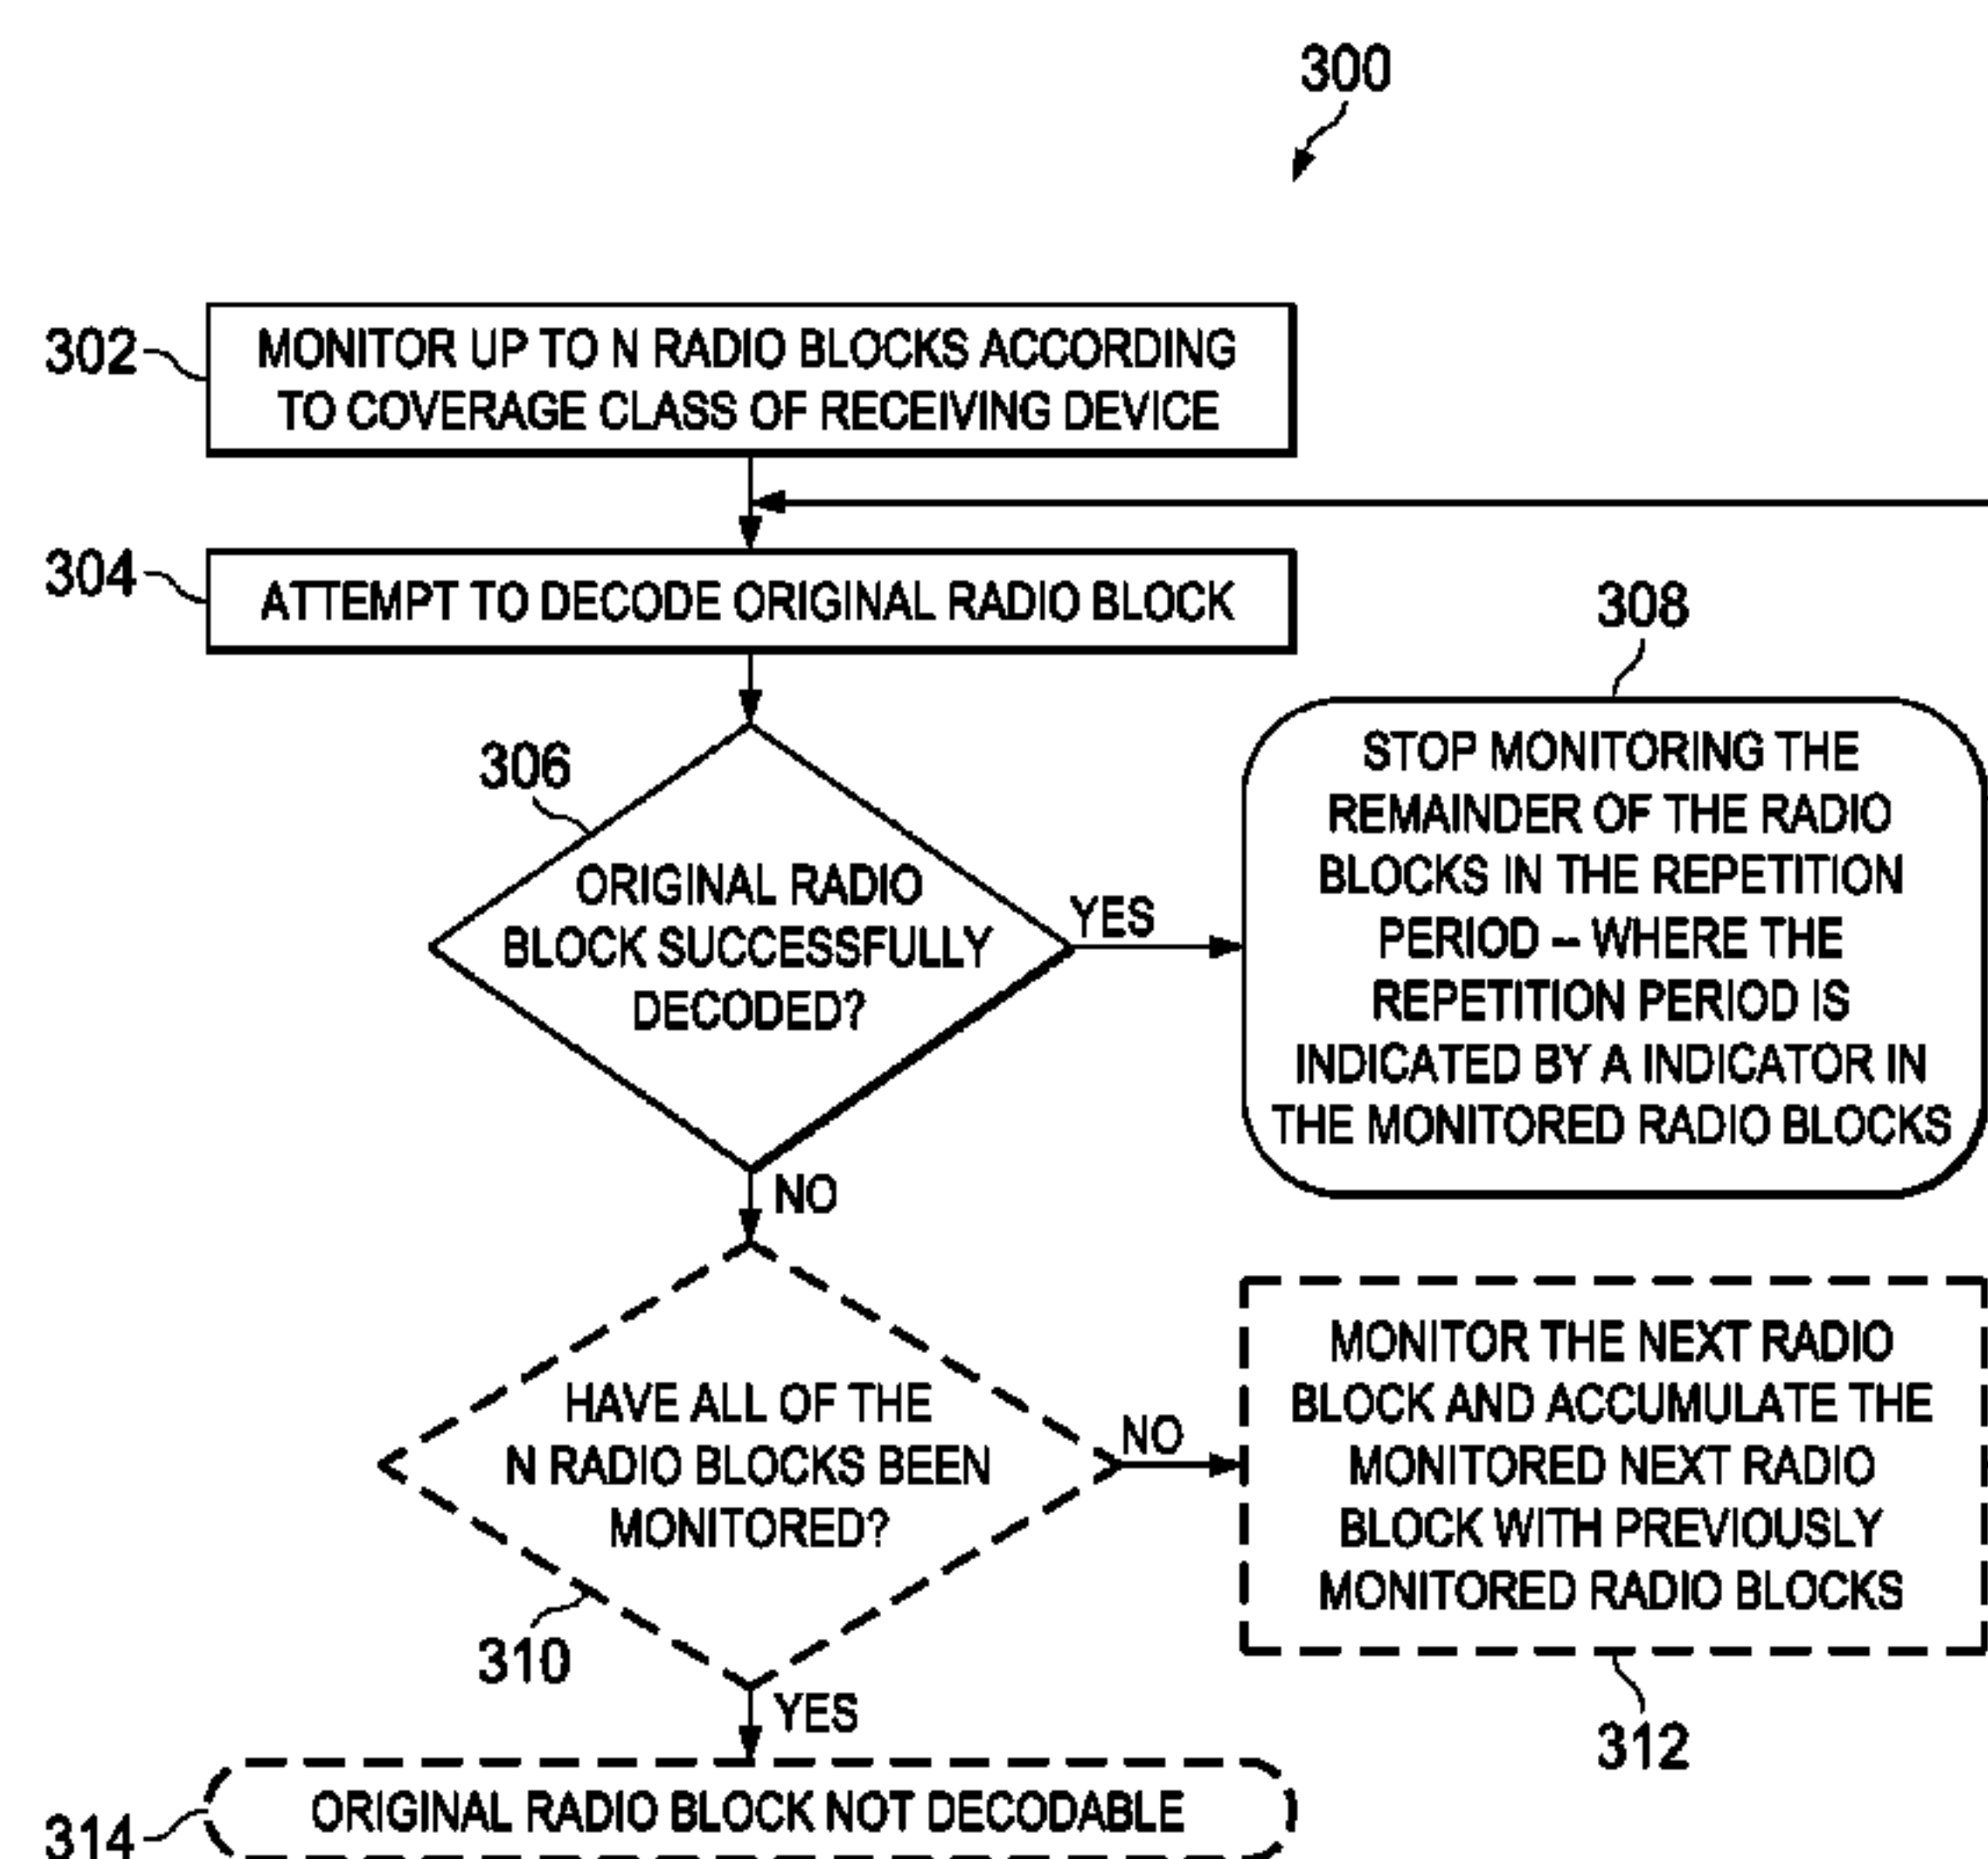 300
302
MONITOR UP TO N RADIO BLOCKS ACCORDING
TO COVERAGE CLASS OF RECEIVING DEVICE
304
ATTEMPT TO DECODE ORIGINAL RADIO BLOCK
306
ORIGINAL RADIO
BLOCK SUCCESSFULLY
DECODED?
YES
308
STOP MONITORING THE
REMAINDER OF THE RADIO
BLOCKS IN THE REPETITION
PERIOD – WHERE THE
REPETITION PERIOD IS
INDICATED BY A INDICATOR IN
THE MONITORED RADIO BLOCKS
NO
HAVE ALL OF THE
N RADIO BLOCKS BEEN
MONITORED?
310
NO
MONITOR THE NEXT RADIO
BLOCK AND ACCUMULATE THE
MONITORED NEXT RADIO
BLOCK WITH PREVIOUSLY
MONITORED RADIO BLOCKS
312
YES
314
ORIGINAL RADIO BLOCK NOT DECODABLE